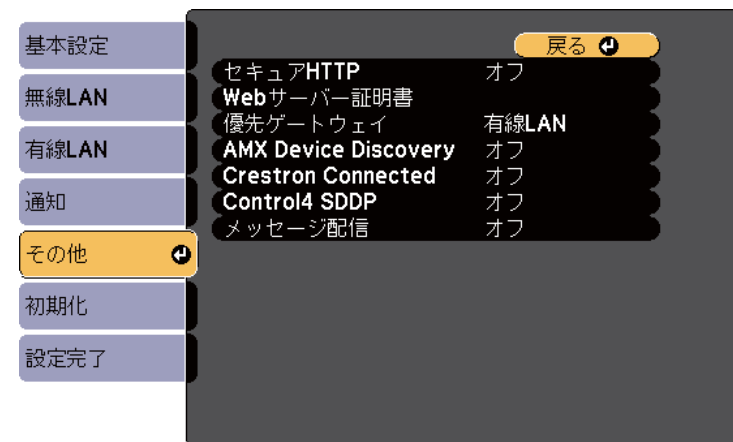 基本設定
無線LAN
有線LAN
通知
その他
初期化
設定完了
戻る
セキュアHTTP オフ
Webサーバー証明書
優先ゲートウェイ 有線LAN
AMX Device Discovery オフ
Crestron Connected オフ
Control4 SDDP オフ
メッセージ配信 オフ